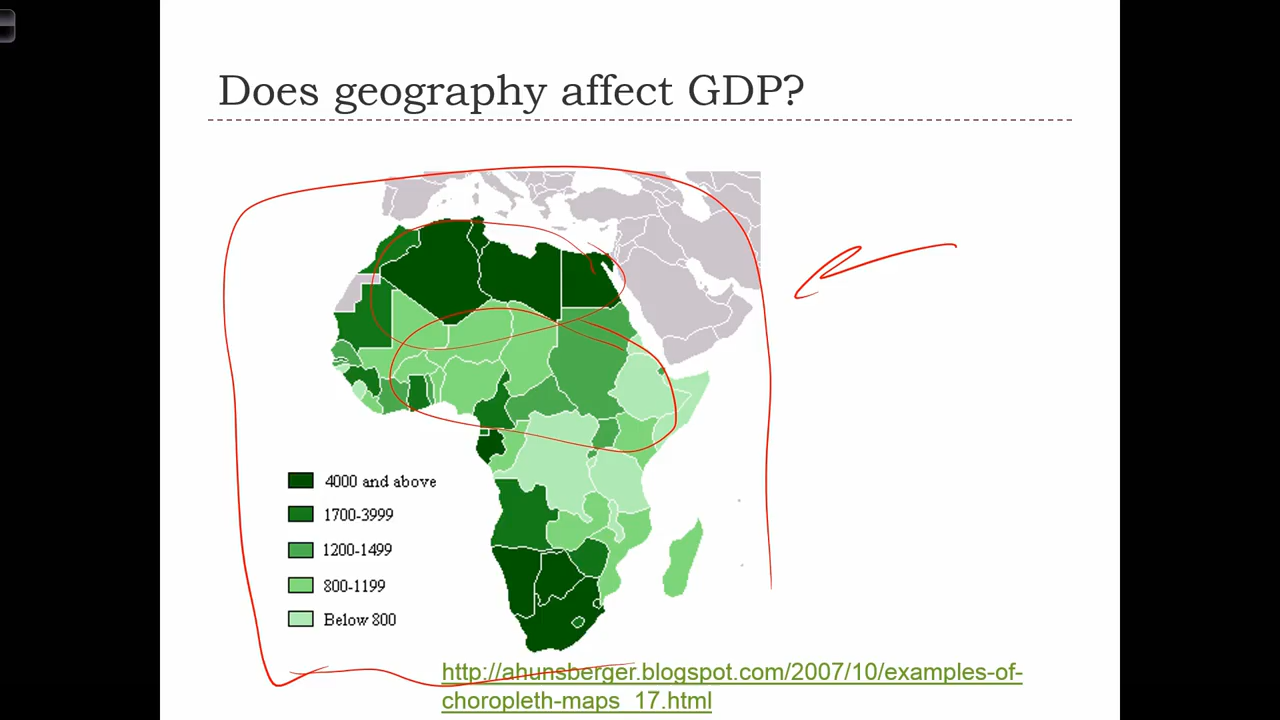 Does geography affect GDP?
4000 and above
1700-3999
1200-1499
800-1199
Below 800
http://ahunsberger.blogspot.com/2007/10/examples-of-
choropleth-maps_17.html